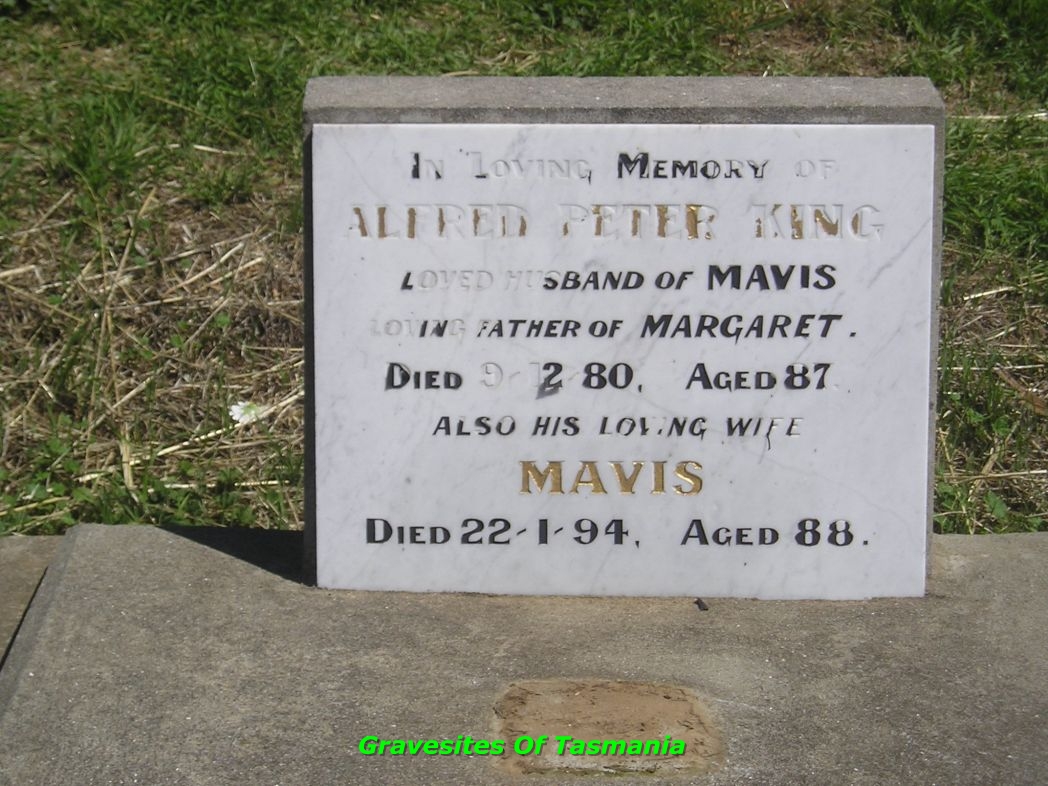 In Loving Memory of
ALFRED PETER KING
LOVED HUSBAND OF MAVIS
LOVING FATHER OF MARGARET.
DIED 9-12-80, AGED 87.
ALSO HIS LOVING WIFE
MAVIS
DIED 22-1-94, AGED 88.
Gravesites Of Tasmania